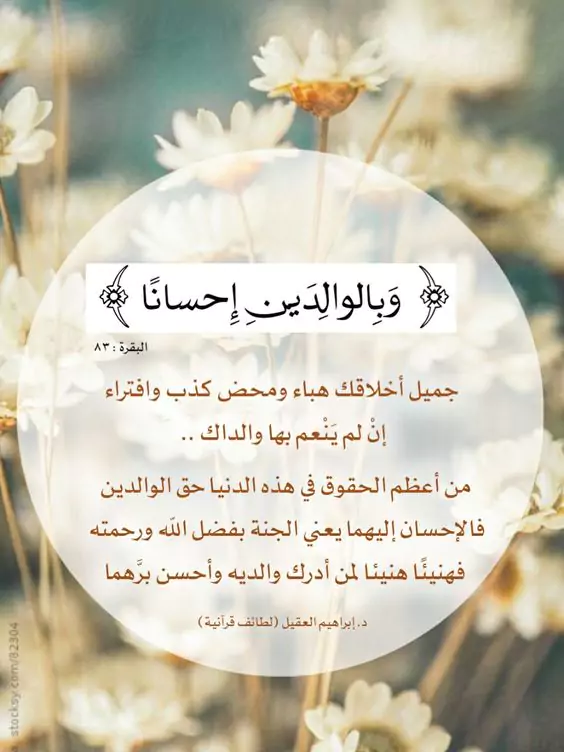 ﴿ وَبِالوالِدَينِ إِحسانًا ﴾
البقرة : ٨٣
جميل أخلاقك هباء ومحض كذب وافتراء
إنْ لم يَنْعم بها والداك ..
من أعظم الحقوق في هذه الدنيا حق الوالدين
فالإحسان إليهما يعني الجنة بفضل الله ورحمته
فهنيئًا هنيئا لمن أدرك والديه وأحسن برَّهما
د. إبراهيم العقيل (لطائف قرآنية)
stocksy.com/82304